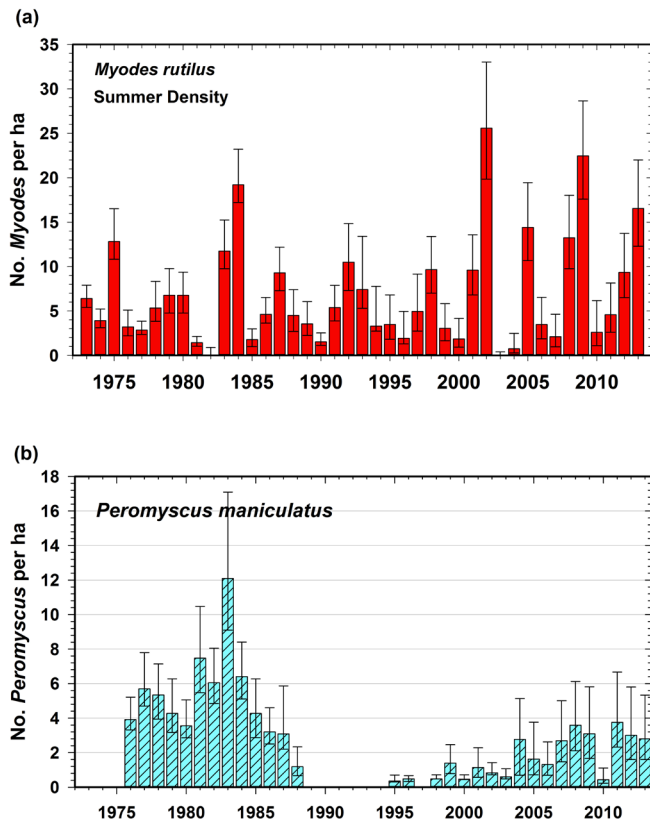 (a)
35
30
25
20
15
10
5
0
No. Myodes per ha
Myodes rutilus
Summer Density
1975 1980 1985 1990 1995 2000 2005 2010
(b)
18
16
14
12
10
8
6
4
2
0
No. Peromyscus per ha
Peromyscus maniculatus
1975 1980 1985 1990 1995 2000 2005 2010